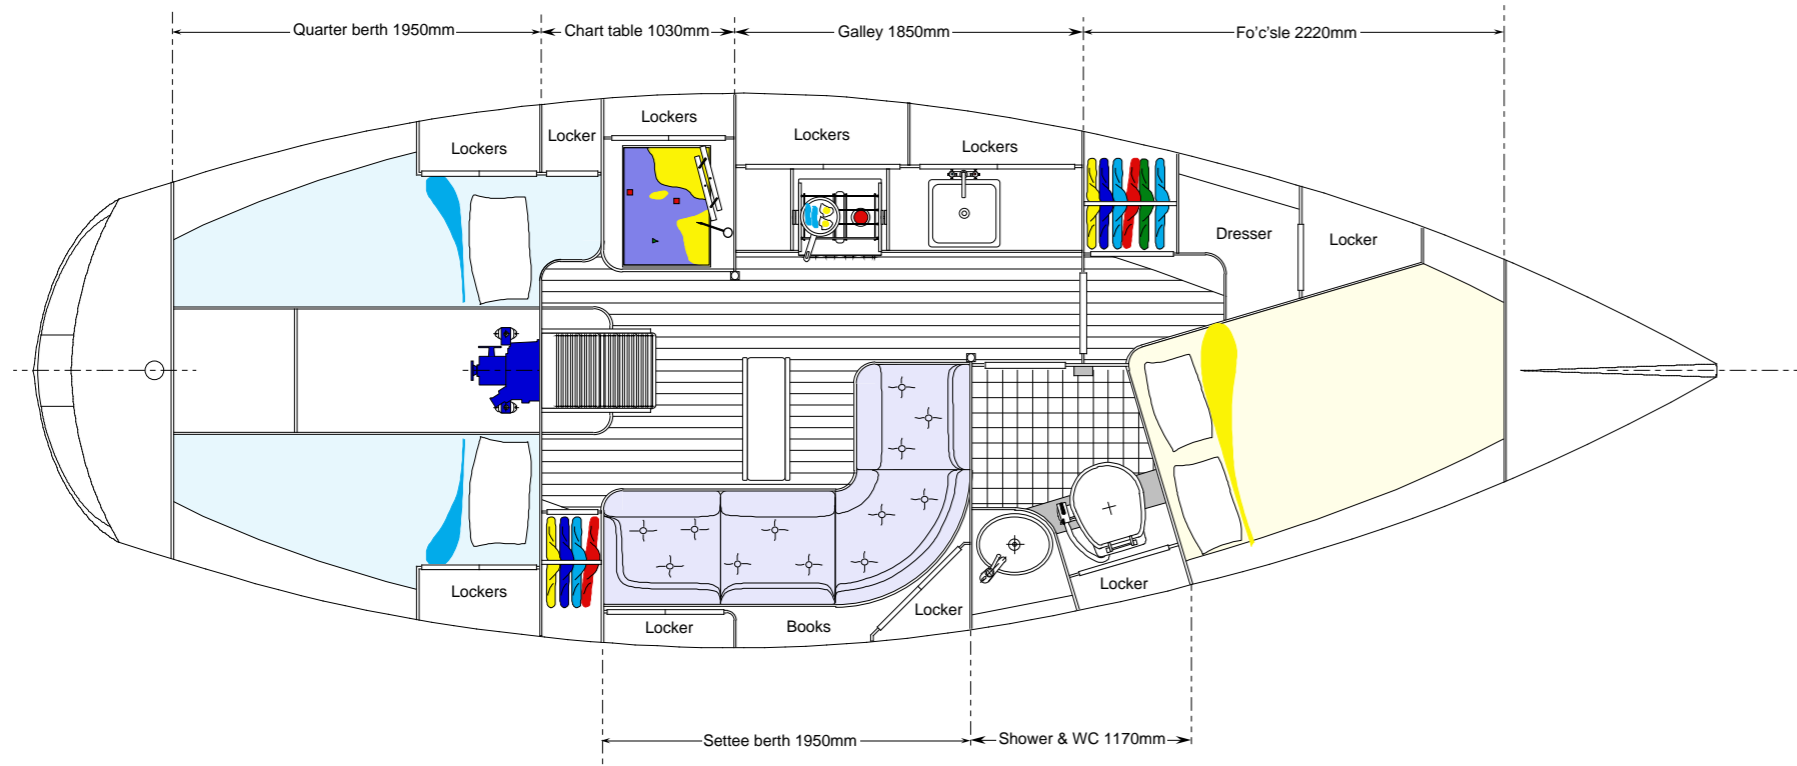 Quarter berth 1950mm
Chart table 1030mm
Galley 1850mm
Fo'c'sle 2220mm
Lockers
Locker
Lockers
Lockers
Lockers
Dresser
Locker
Lockers
Locker
Books
Locker
Locker
Settee berth 1950mm
Shower & WC 1170mm